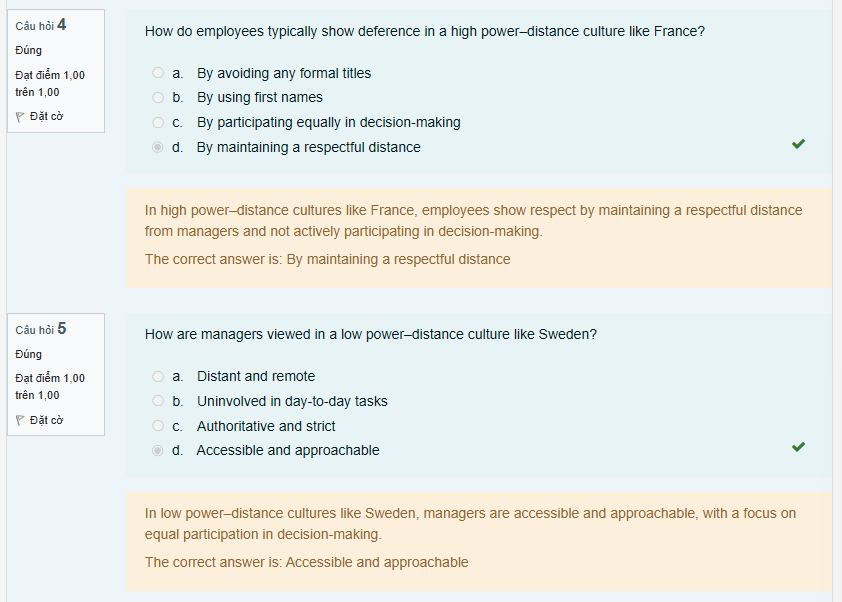 Câu hỏi 4
Đúng
Đạt điểm 1,00
trên 1,00
Đặt cờ
How do employees typically show deference in a high power–distance culture like France?
a. By avoiding any formal titles
b. By using first names
c. By participating equally in decision-making
d. By maintaining a respectful distance
In high power–distance cultures like France, employees show respect by maintaining a respectful distance
from managers and not actively participating in decision-making.
The correct answer is: By maintaining a respectful distance
Câu hỏi 5
Đúng
Đạt điểm 1,00
trên 1,00
Đặt cờ
How are managers viewed in a low power–distance culture like Sweden?
a. Distant and remote
b. Uninvolved in day-to-day tasks
c. Authoritative and strict
d. Accessible and approachable
In low power–distance cultures like Sweden, managers are accessible and approachable, with a focus on
equal participation in decision-making.
The correct answer is: Accessible and approachable